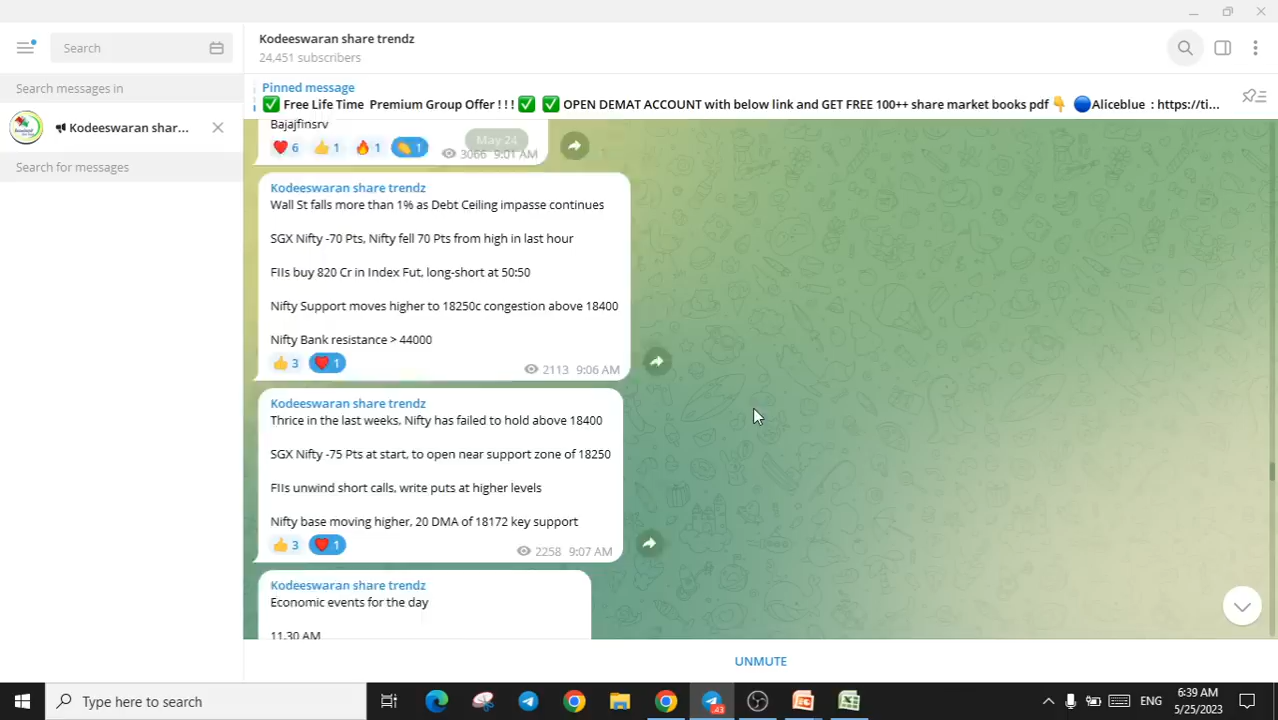 Search
Kodeeswaran share trendz
24,451 subscribers
Search messages in
Kodeeswaran shar...
Search for messages
Pinned message
✅ Free Life Time Premium Group Offer ! ! ! ✅ ✅ OPEN DEMAT ACCOUNT with below link and GET FREE 100++ share market books pdf 👇 🔵Aliceblue : https://ti...
Bajajfinsrv
May 24
❤️ 6 👍 1 🔥 1 👏 1 3066 9:01 AM
Kodeeswaran share trendz
Wall St falls more than 1% as Debt Ceiling impasse continues
SGX Nifty -70 Pts, Nifty fell 70 Pts from high in last hour
FIIs buy 820 Cr in Index Fut, long-short at 50:50
Nifty Support moves higher to 18250c congestion above 18400
Nifty Bank resistance > 44000
👍 3 ❤️ 1 2113 9:06 AM
Kodeeswaran share trendz
Thrice in the last weeks, Nifty has failed to hold above 18400
SGX Nifty -75 Pts at start, to open near support zone of 18250
FIIs unwind short calls, write puts at higher levels
Nifty base moving higher, 20 DMA of 18172 key support
👍 3 ❤️ 1 2258 9:07 AM
Kodeeswaran share trendz
Economic events for the day
11.30 AM
UNMUTE
Type here to search
43
ENG
6:39 AM
5/25/2023